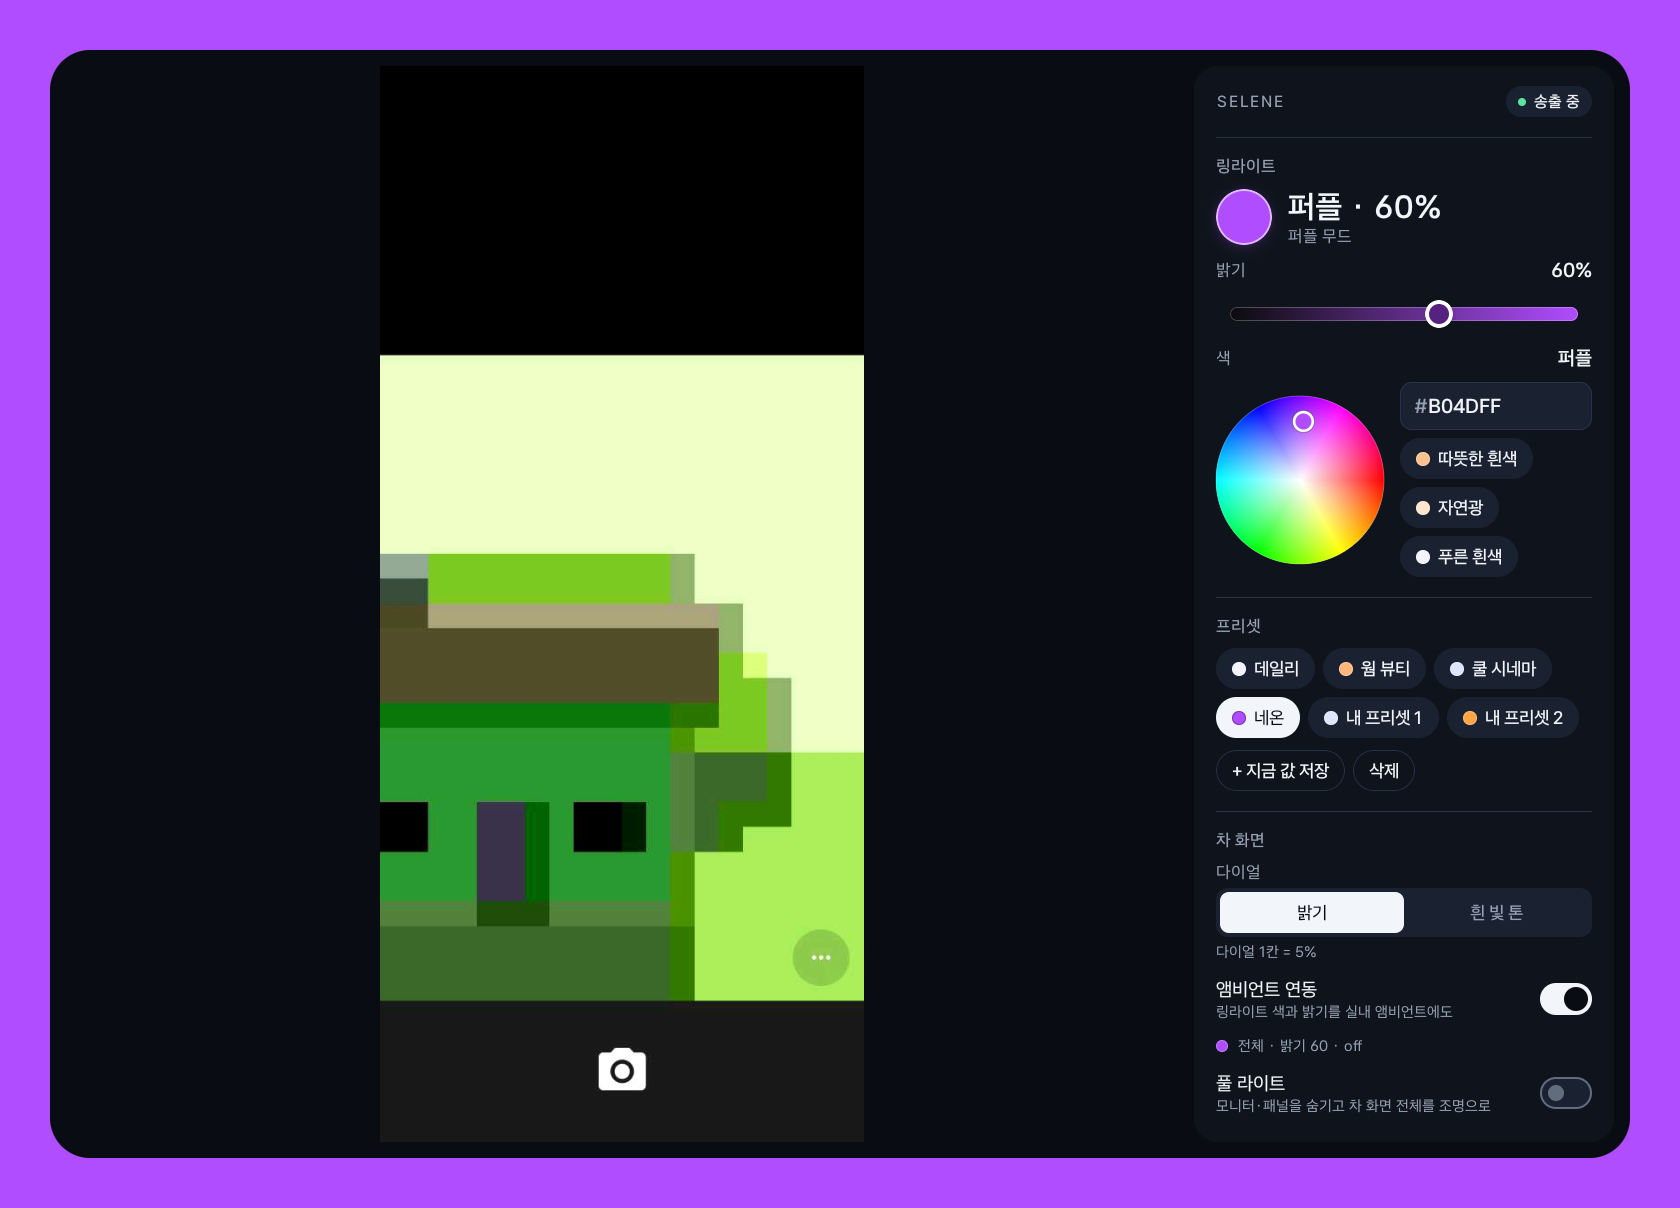 SELENE
송출 중
링라이트
퍼플 · 60%
퍼플 무드
밝기
60%
색
퍼플
#B04DFF
따뜻한 흰색
자연광
푸른 흰색
프리셋
데일리
웜 뷰티
쿨 시네마
네온
내 프리셋 1
내 프리셋 2
+ 지금 값 저장
삭제
차 화면
다이얼
밝기
흰 빛 톤
다이얼 1칸 = 5%
앰비언트 연동
링라이트 색과 밝기를 실내 앰비언트에도
전체 · 밝기 60 · off
풀 라이트
모니터·패널을 숨기고 차 화면 전체를 조명으로